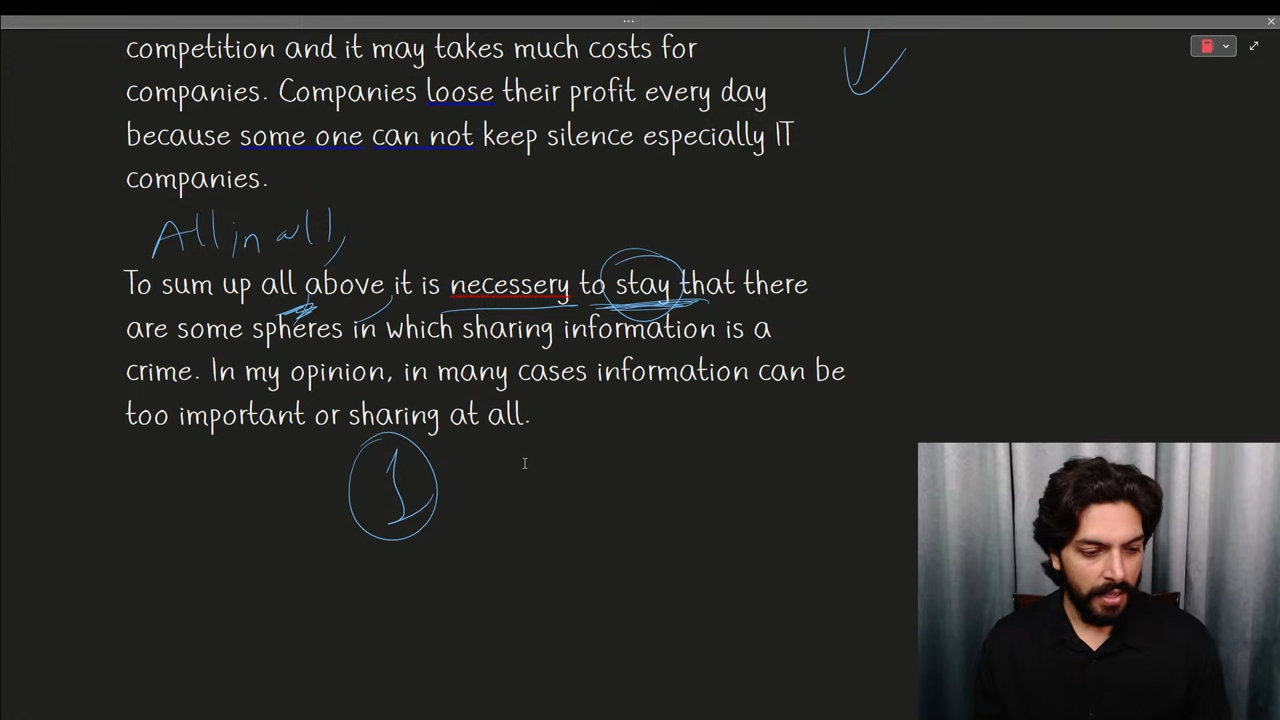 competition and it may takes much costs for
companies. Companies loose their profit every day
because some one can not keep silence especially IT
companies.
All in all,
To sum up all above it is necessery to stay that there
are some spheres in which sharing information is a
crime. In my opinion, in many cases information can be
too important or sharing at all.
1